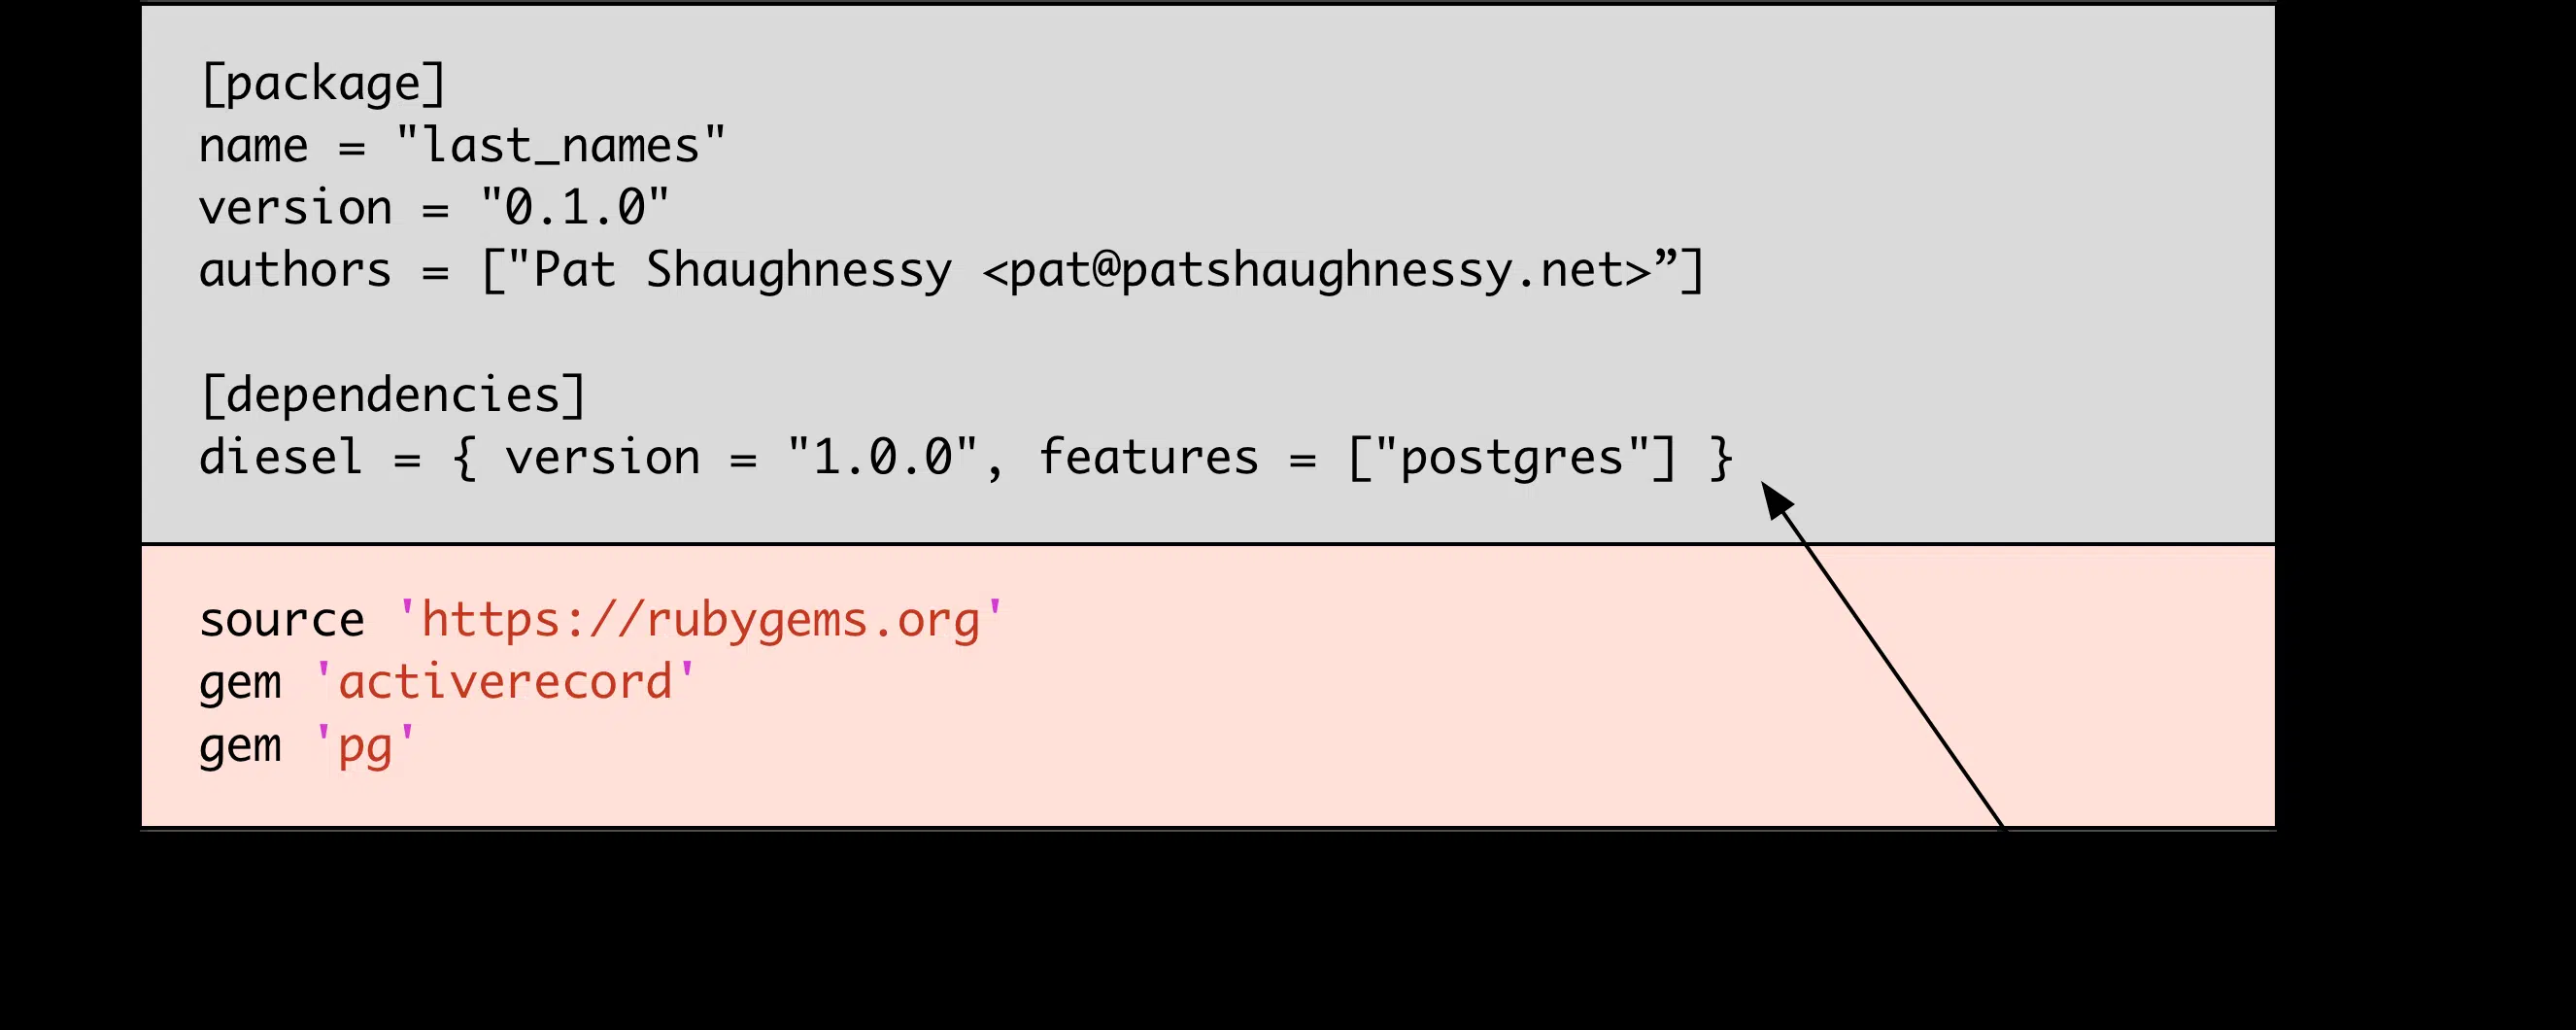 [package]
name = "last_names"
version = "0.1.0"
authors = ["Pat Shaughnessy <pat@patshaughnessy.net>”]
[dependencies]
diesel = { version = "1.0.0", features = ["postgres"] }
source 'https://rubygems.org'
gem 'activerecord'
gem 'pg'